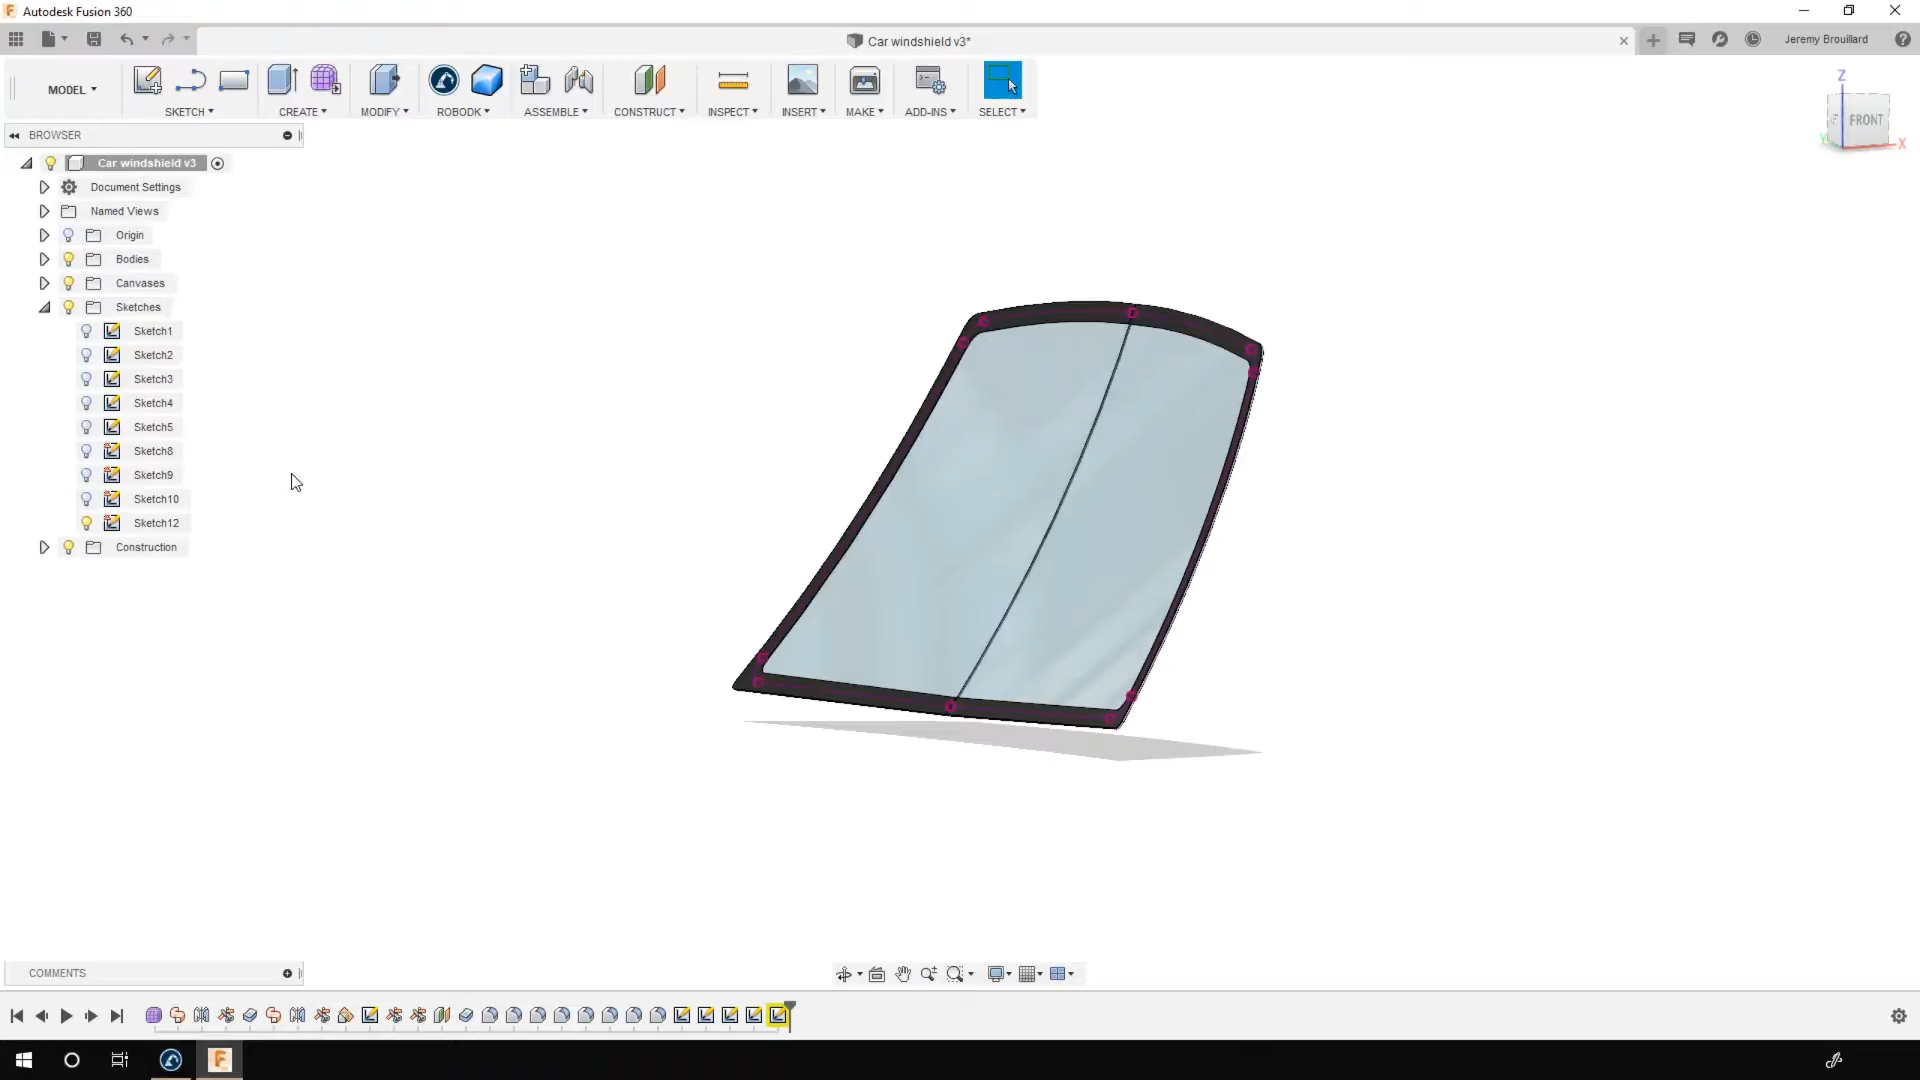 Autodesk Fusion 360
Car windshield v3*
Jeremy Brouillard
MODEL
SKETCH
CREATE
MODIFY
ROBODK
ASSEMBLE
CONSTRUCT
INSPECT
INSERT
MAKE
ADD-INS
SELECT
Z
FRONT
X
Y
BROWSER
Car windshield v3
Document Settings
Named Views
Origin
Bodies
Canvases
Sketches
Sketch1
Sketch2
Sketch3
Sketch4
Sketch5
Sketch8
Sketch9
Sketch10
Sketch12
Construction
COMMENTS